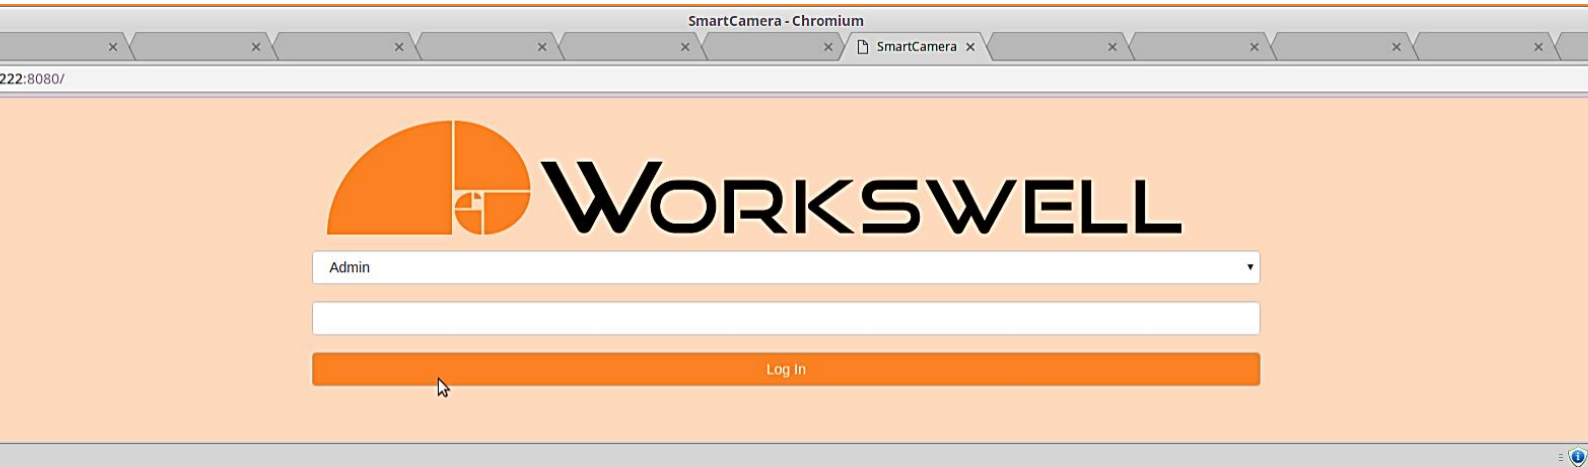 SmartCamera - Chromium
SmartCamera
222:8080/
WORKSWELL
Admin
Log In